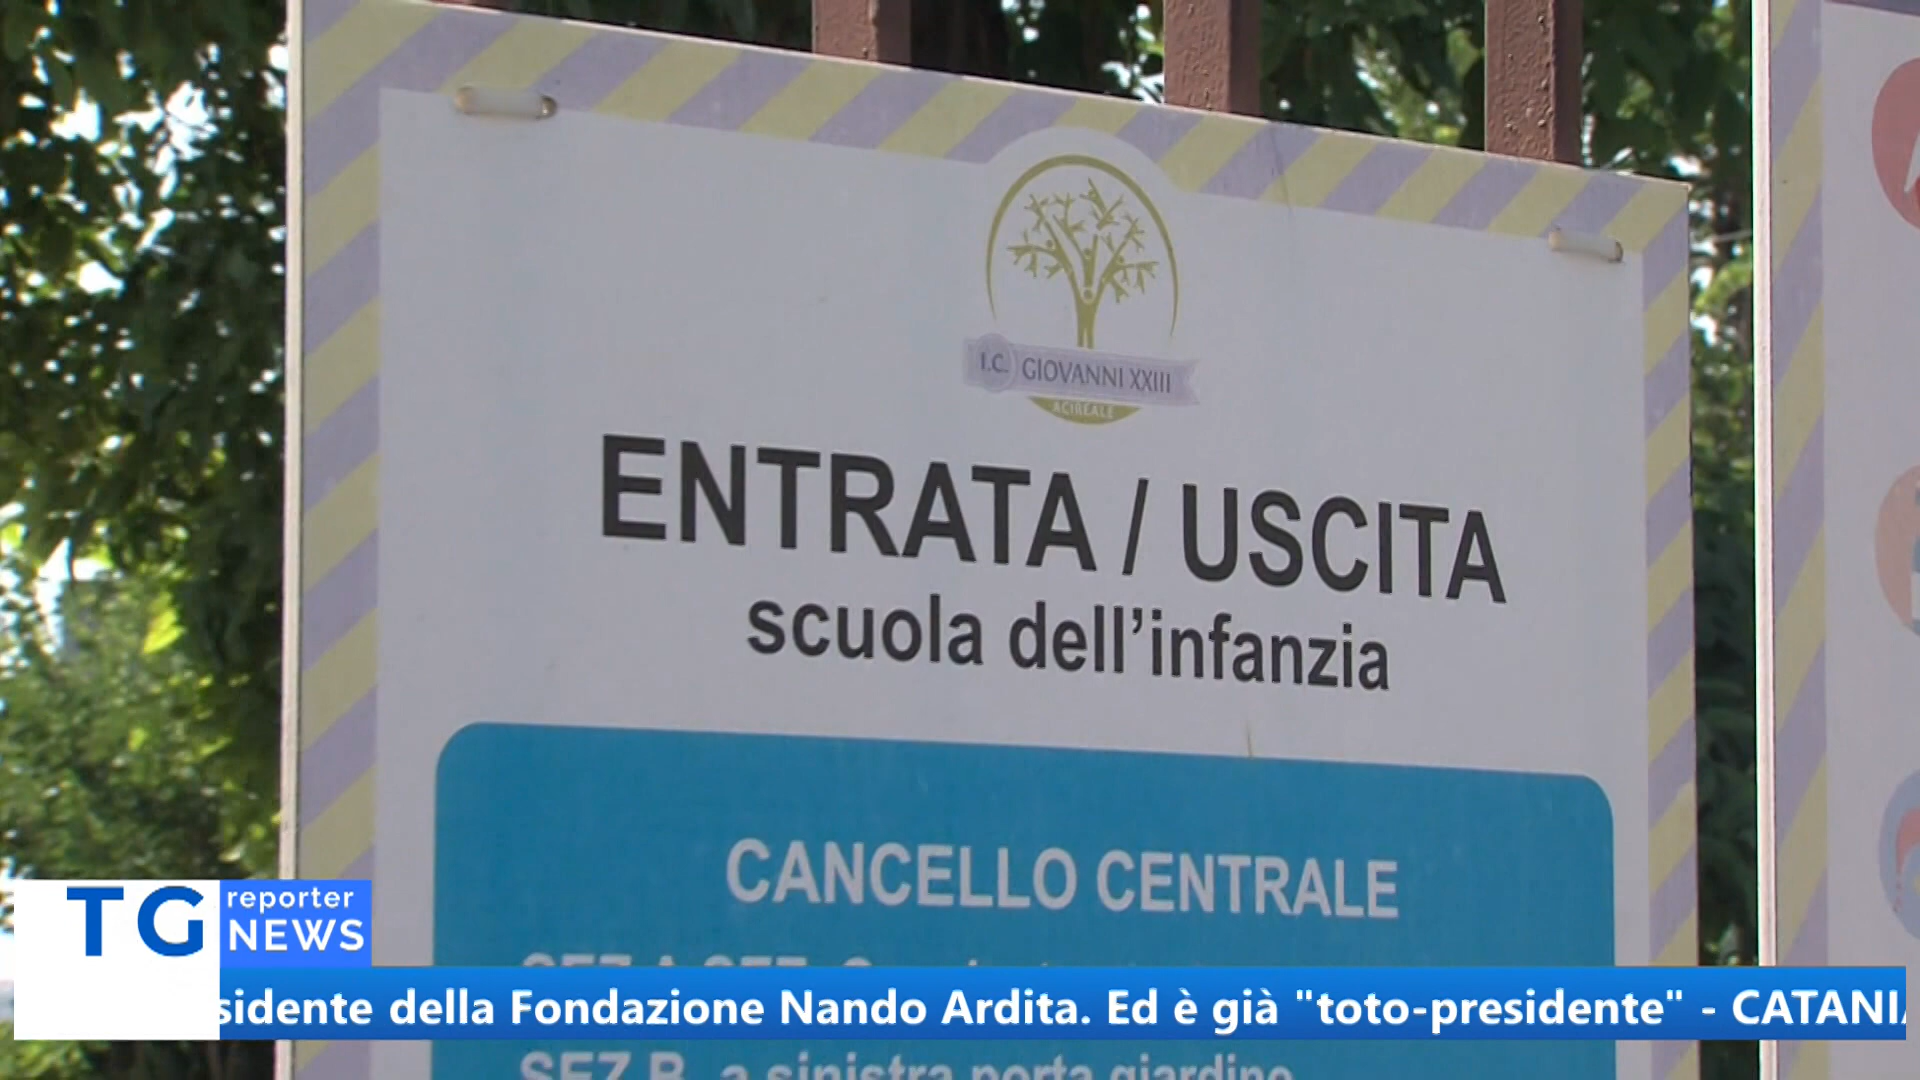 I.C. GIOVANNI XXIII
ACIREALE
ENTRATA / USCITA
scuola dell'infanzia
CANCELLO CENTRALE
SEZ B a sinistra porta giardino
TG reporter
NEWS
sidente della Fondazione Nando Ardita. Ed è già "toto-presidente" - CATANIA